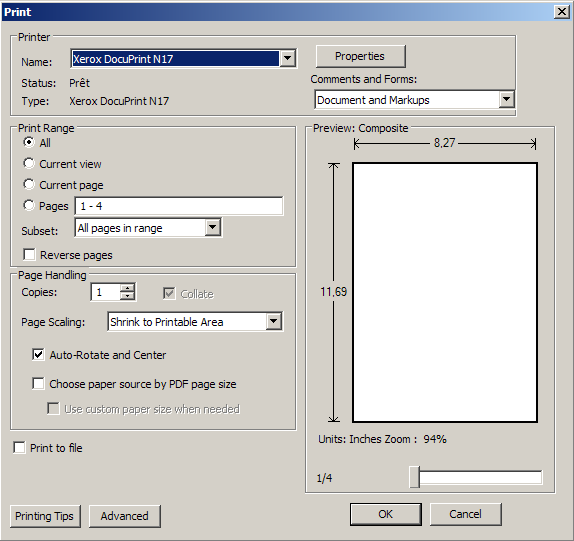 Print
Printer
Name: Xerox DocuPrint N17 Properties
Status: Prêt
Comments and Forms:
Type: Xerox DocuPrint N17
Document and Markups
Print Range
All
Current view
Current page
Pages 1 - 4
Subset: All pages in range
Reverse pages
Page Handling
Copies: 1 Collate
Page Scaling: Shrink to Printable Area
Auto-Rotate and Center
Choose paper source by PDF page size
Use custom paper size when needed
Print to file
Preview: Composite
8,27
11,69
Units: Inches Zoom : 94%
1/4
Printing Tips Advanced OK Cancel